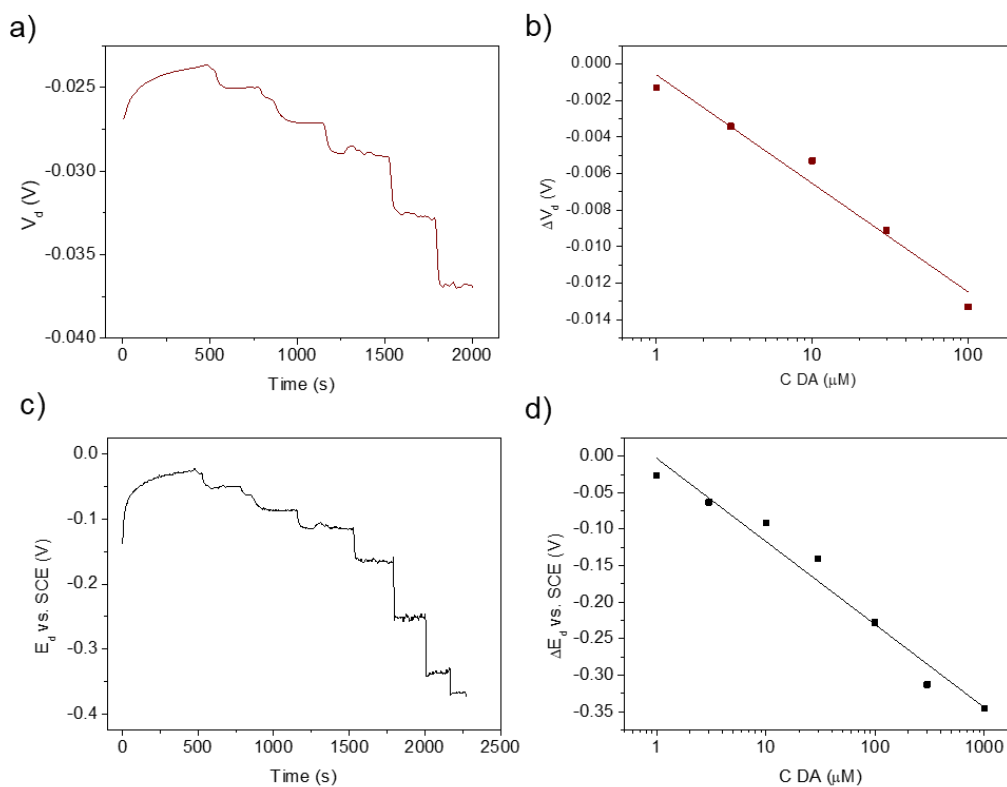 a)
-0.025
-0.030
-0.035
-0.040
V_d (V)
0 500 1000 1500 2000
Time (s)
b)
0.000
-0.002
-0.004
-0.006
-0.008
-0.010
-0.012
-0.014
ΔV_d (V)
1 10 100
C DA (μM)
c)
0.0
-0.1
-0.2
-0.3
-0.4
E_d vs. SCE (V)
0 500 1000 1500 2000 2500
Time (s)
d)
0.00
-0.05
-0.10
-0.15
-0.20
-0.25
-0.30
-0.35
ΔE_d vs. SCE (V)
1 10 100 1000
C DA (μM)